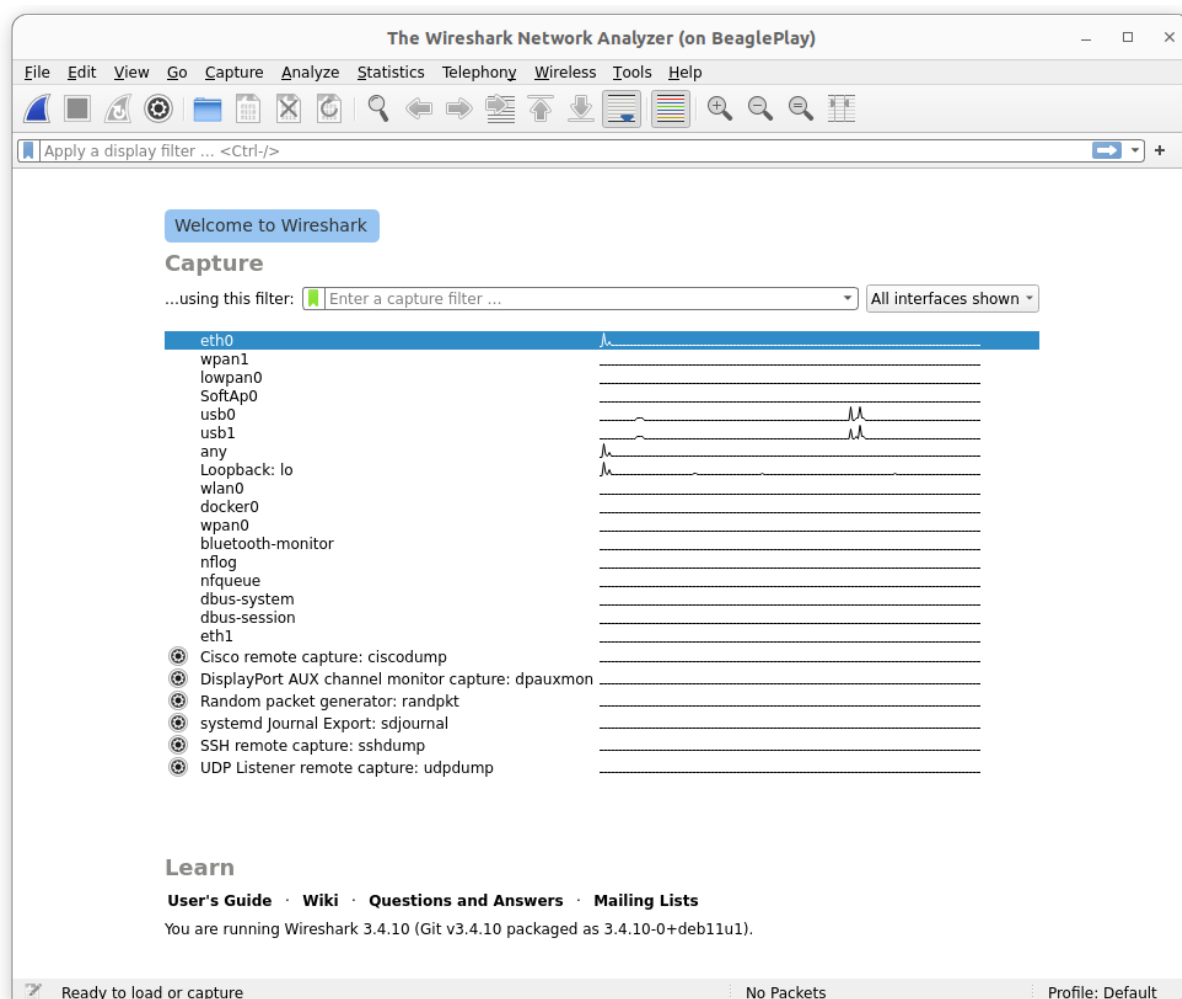 The Wireshark Network Analyzer (on BeaglePlay)
File Edit View Go Capture Analyze Statistics Telephony Wireless Tools Help
Apply a display filter ... <Ctrl-/>
Welcome to Wireshark
Capture
...using this filter: Enter a capture filter ... All interfaces shown
eth0
wpan1
lowpan0
SoftAp0
usb0
usb1
any
Loopback: lo
wlan0
docker0
wpan0
bluetooth-monitor
nflog
nfqueue
dbus-system
dbus-session
eth1
Cisco remote capture: ciscodump
DisplayPort AUX channel monitor capture: dpauxmon
Random packet generator: randpkt
systemd Journal Export: sdjournal
SSH remote capture: sshdump
UDP Listener remote capture: udpdump
Learn
User's Guide · Wiki · Questions and Answers · Mailing Lists
You are running Wireshark 3.4.10 (Git v3.4.10 packaged as 3.4.10-0+deb11u1).
Ready to load or capture No Packets Profile: Default